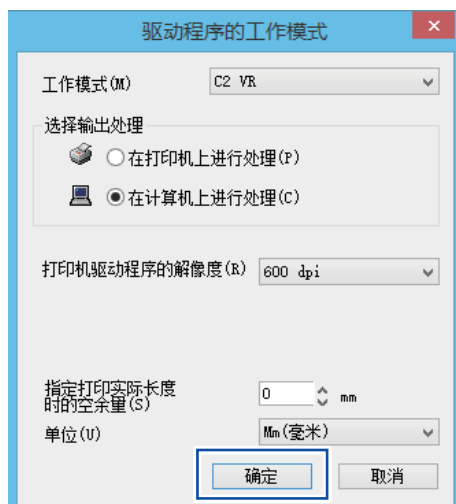 驱动程序的工作模式
工作模式(M) C2 VR
选择输出处理
在打印机上进行处理(P)
在计算机上进行处理(C)
打印机驱动程序的解像度(R) 600 dpi
指定打印实际长度
时的空余量(S) 0 mm
单位(U) Mm(毫米)
确定 取消